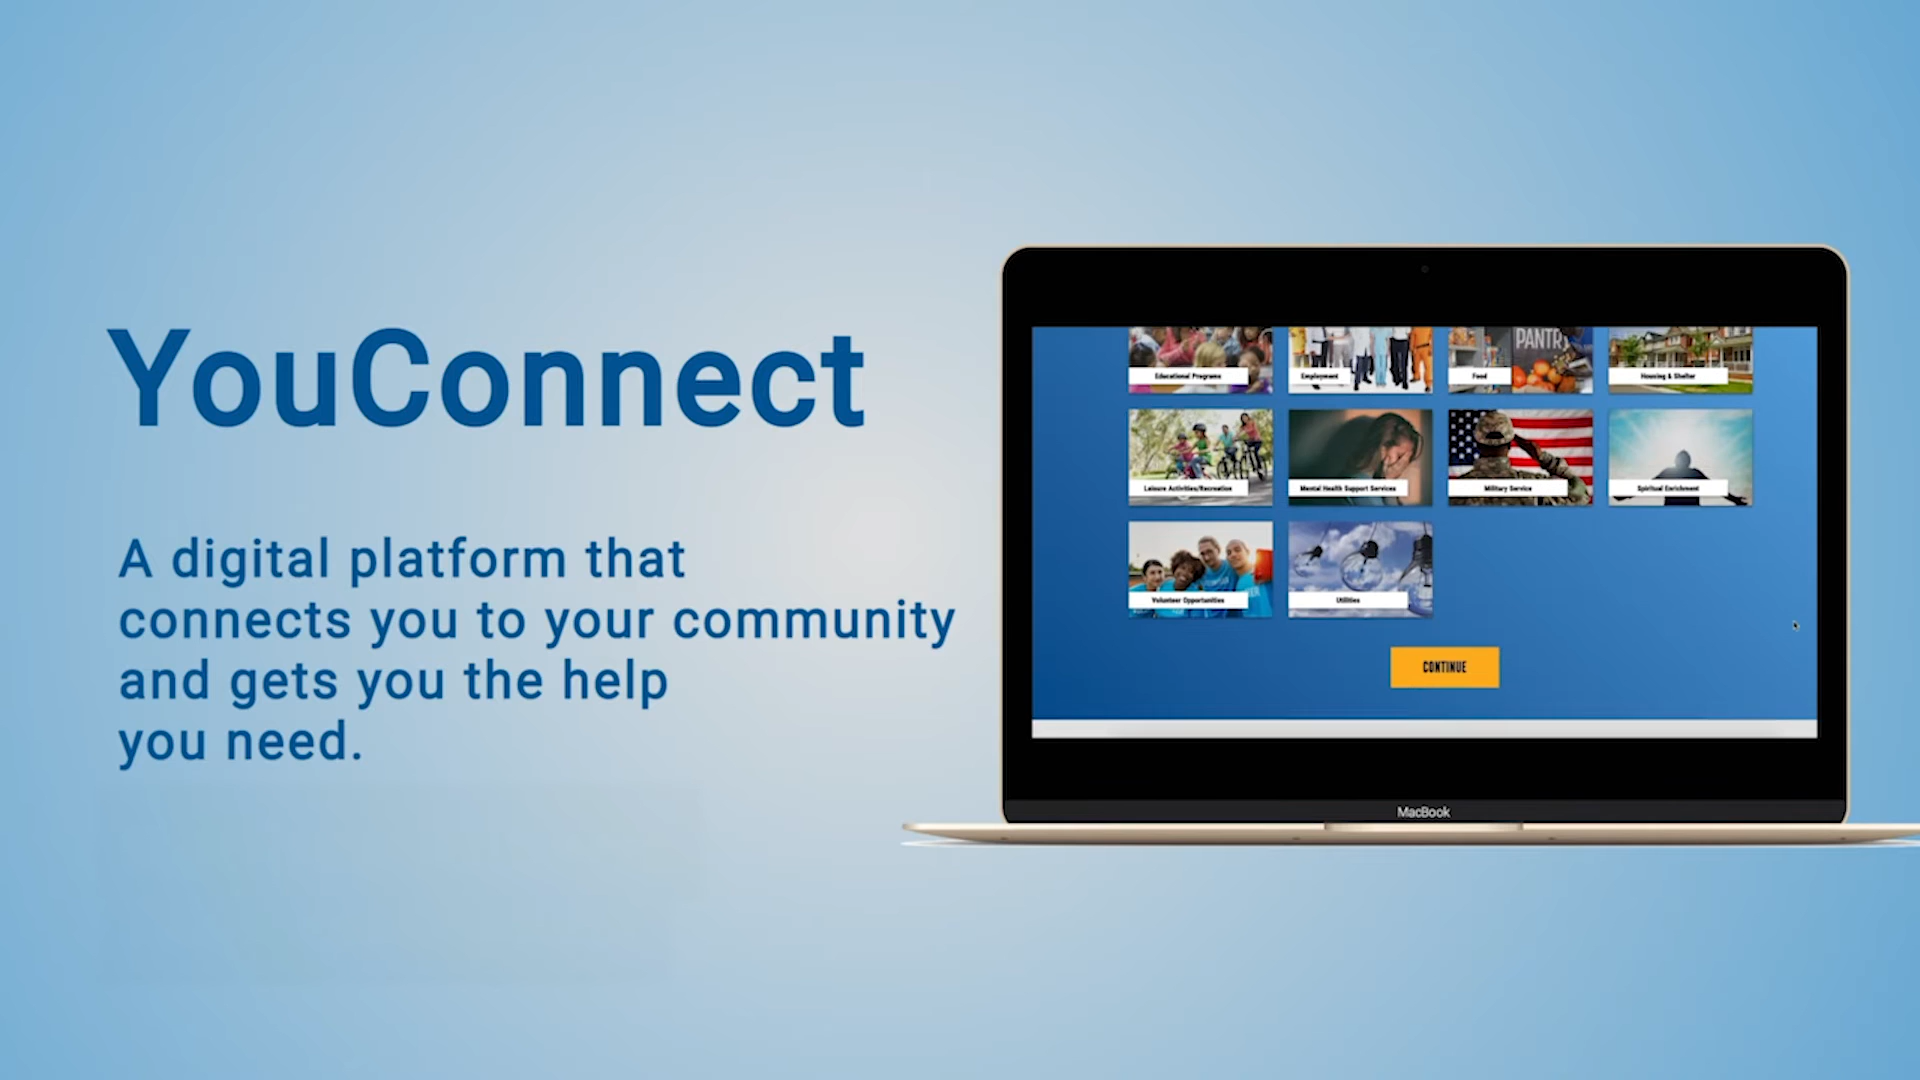 YouConnect
A digital platform that
connects you to your community
and gets you the help
you need.
PANTRY
Educational Programs
Employment
Food
Housing & Shelter
Leisure Activities/Recreation
Mental Health Support Services
Military Service
Spiritual Enrichment
Volunteer Opportunities
Utilities
CONTINUE
MacBook